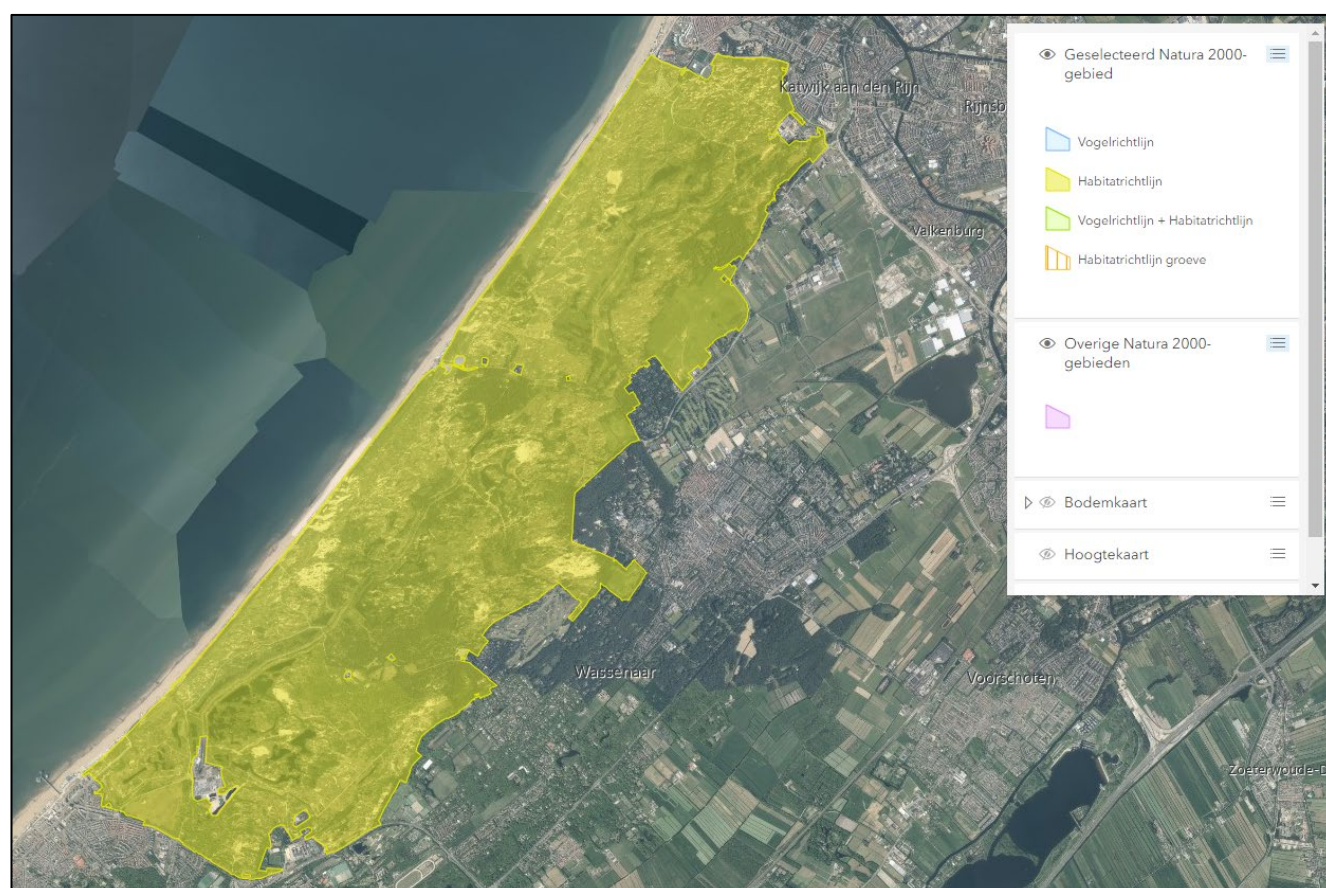 Geselecteerd Natura 2000-
gebied
Vogelrichtlijn
Habitatrichtlijn
Vogelrichtlijn + Habitatrichtlijn
Habitatrichtlijn groeve
Overige Natura 2000-
gebieden
Bodemkaart
Hoogtekaart
Katwijk aan den Rijn
Rijnsb
Valkenburg
Wassenaar
Voorschoten
Zoeterwoude-D